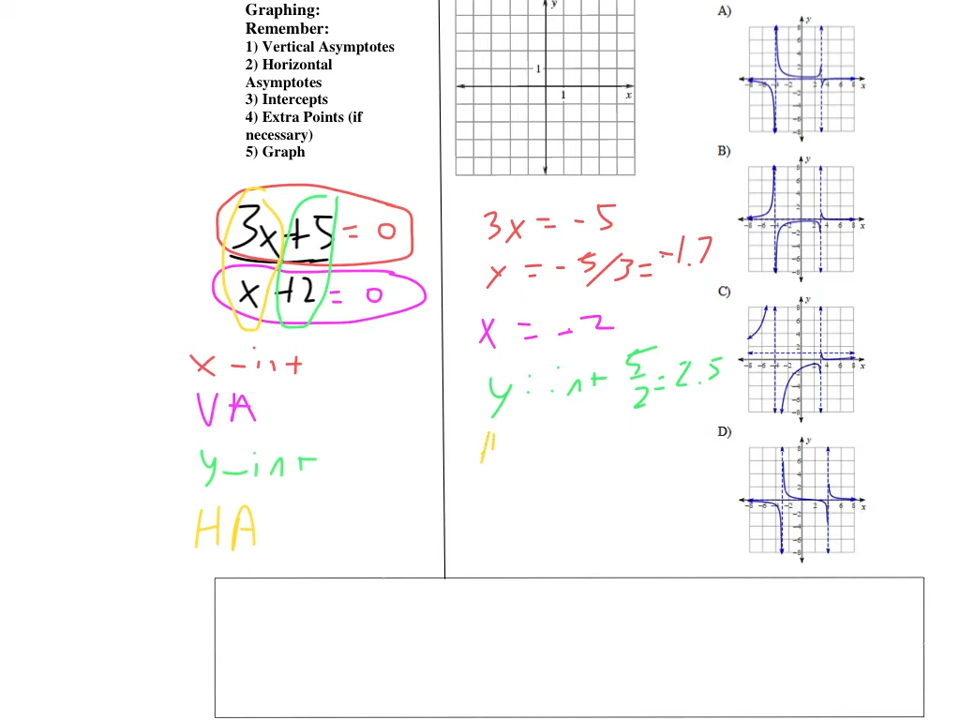 Graphing:
Remember:
1) Vertical Asymptotes
2) Horizontal
Asymptotes
3) Intercepts
4) Extra Points (if
necessary)
5) Graph
3x+5 = 0
x+2 = 0
x-int
VA
y-int
HA
y
1
1
x
3x = -5
x = -5/3 = -1.7
x = -2
y-int 5/2 = 2.5
A)
B)
C)
D)